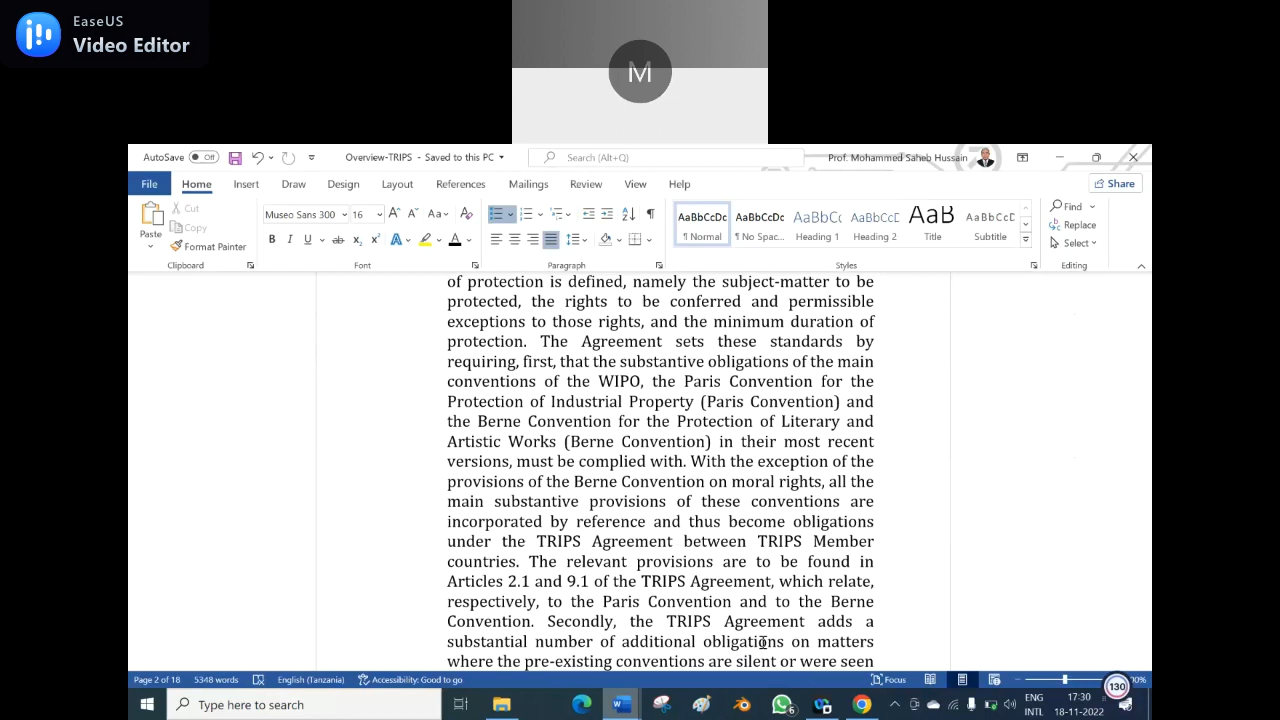 EaseUS
Video Editor
M
AutoSave Off Overview-TRIPS - Saved to this PC Search (Alt+Q) Prof. Mohammed Saheb Hussain
File Home Insert Draw Design Layout References Mailings Review View Help Share
Paste Cut Copy Format Painter
Museo Sans 300 16
AaBbCcDc AaBbCcDc AaBbCc AaBbCcD AaB AaBbCcD
¶ Normal ¶ No Spac... Heading 1 Heading 2 Title Subtitle
Find Replace Select
Clipboard Font Paragraph Styles Editing
of protection is defined, namely the subject-matter to be
protected, the rights to be conferred and permissible
exceptions to those rights, and the minimum duration of
protection. The Agreement sets these standards by
requiring, first, that the substantive obligations of the main
conventions of the WIPO, the Paris Convention for the
Protection of Industrial Property (Paris Convention) and
the Berne Convention for the Protection of Literary and
Artistic Works (Berne Convention) in their most recent
versions, must be complied with. With the exception of the
provisions of the Berne Convention on moral rights, all the
main substantive provisions of these conventions are
incorporated by reference and thus become obligations
under the TRIPS Agreement between TRIPS Member
countries. The relevant provisions are to be found in
Articles 2.1 and 9.1 of the TRIPS Agreement, which relate,
respectively, to the Paris Convention and to the Berne
Convention. Secondly, the TRIPS Agreement adds a
substantial number of additional obligations on matters
where the pre-existing conventions are silent or were seen
Page 2 of 18 5348 words English (Tanzania) Accessibility: Good to go Focus
130
Type here to search 6 ENG 17:30
INTL 18-11-2022